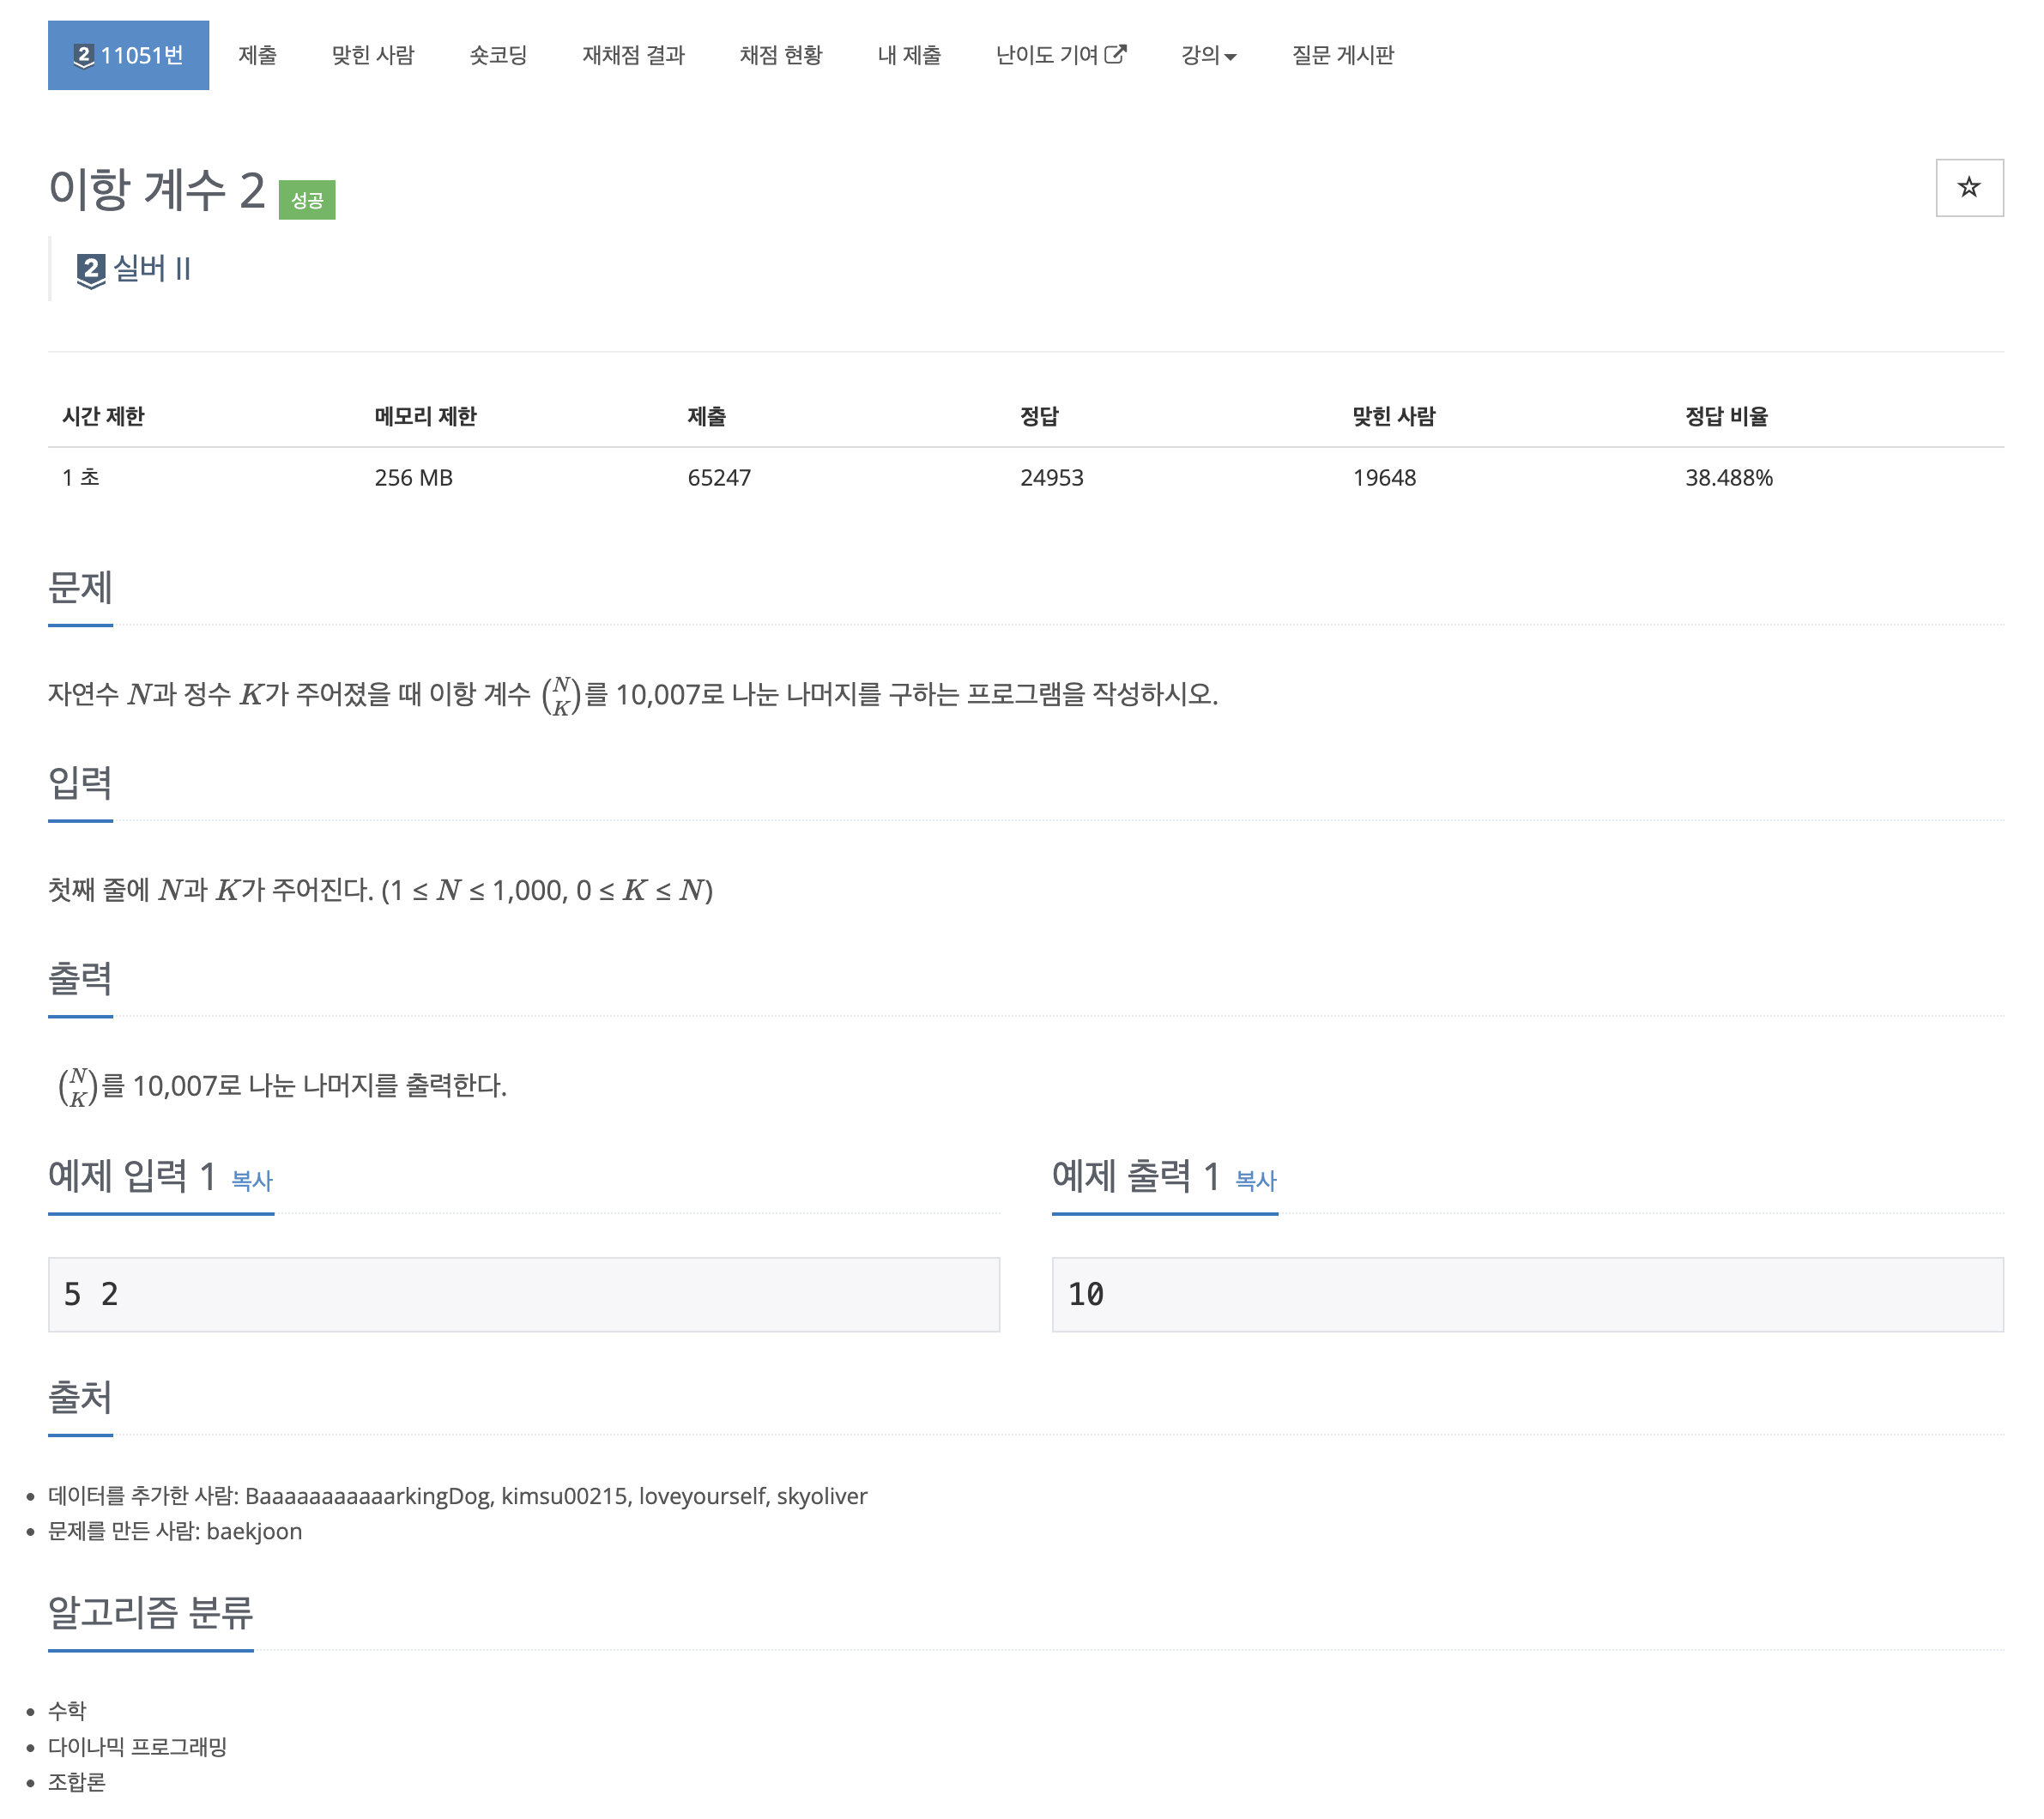 2 11051번 제출 맞힌 사람 숏코딩 재채점 결과 채점 현황 내 제출 난이도 기여 강의 질문 게시판
이항 계수 2 성공
2 실버 II
시간 제한 메모리 제한 제출 정답 맞힌 사람 정답 비율
1 초 256 MB 65247 24953 19648 38.488%
문제
자연수 N과 정수 K가 주어졌을 때 이항 계수 (N K)를 10,007로 나눈 나머지를 구하는 프로그램을 작성하시오.
입력
첫째 줄에 N과 K가 주어진다. (1 ≤ N ≤ 1,000, 0 ≤ K ≤ N)
출력
(N K)를 10,007로 나눈 나머지를 출력한다.
예제 입력 1 복사
5 2
예제 출력 1 복사
10
출처
데이터를 추가한 사람: BaaaaaaaaaaarkingDog, kimsu00215, loveyourself, skyoliver
문제를 만든 사람: baekjoon
알고리즘 분류
수학
다이나믹 프로그래밍
조합론